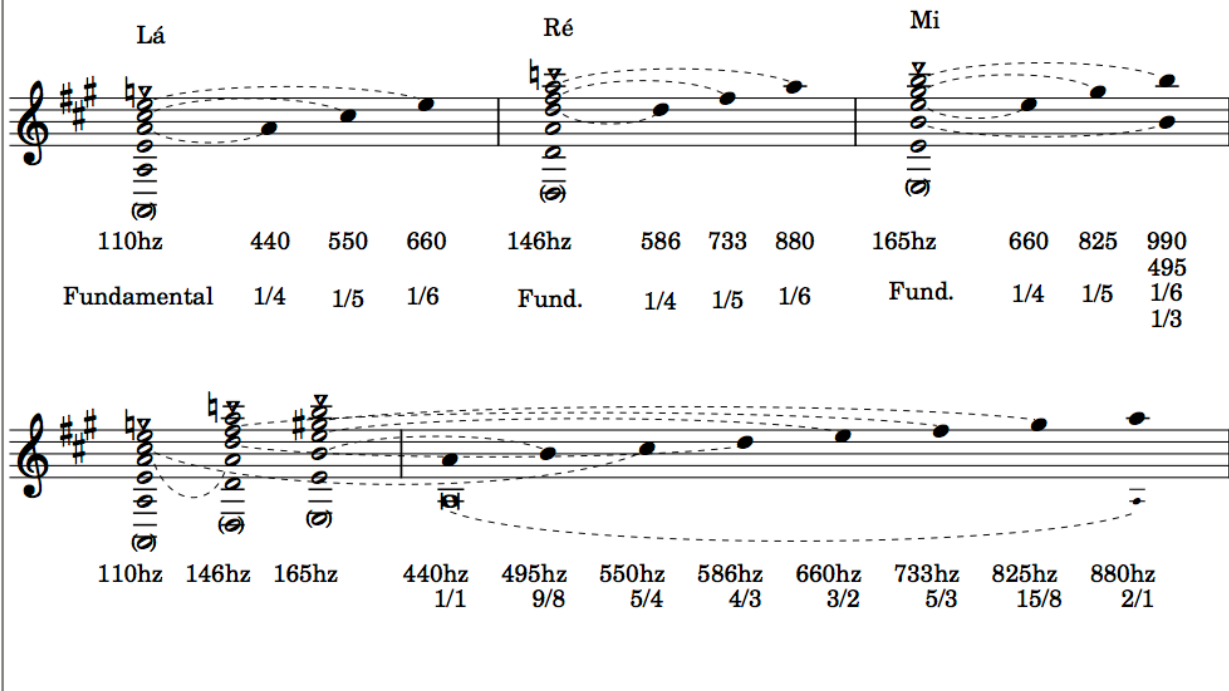 Lá Ré Mi
110hz 440 550 660 146hz 586 733 880 165hz 660 825 990
495
Fundamental 1/4 1/5 1/6 Fund. 1/4 1/5 1/6 Fund. 1/4 1/5 1/6
1/3
110hz 146hz 165hz 440hz 495hz 550hz 586hz 660hz 733hz 825hz 880hz
1/1 9/8 5/4 4/3 3/2 5/3 15/8 2/1